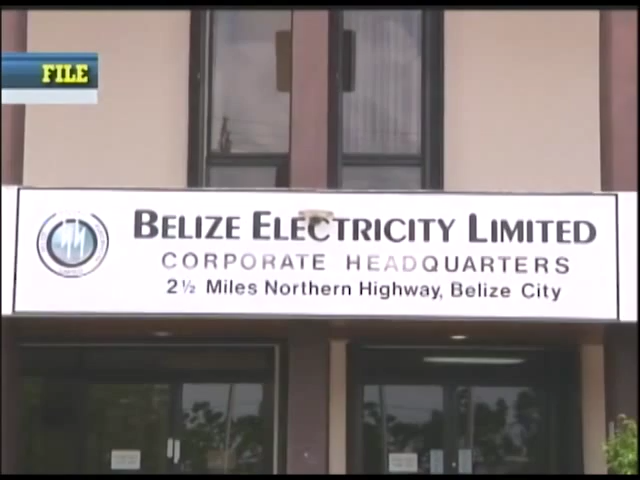 FILE
BELIZE ELECTRICITY LIMITED
CORPORATE HEADQUARTERS
2½ Miles Northern Highway, Belize City